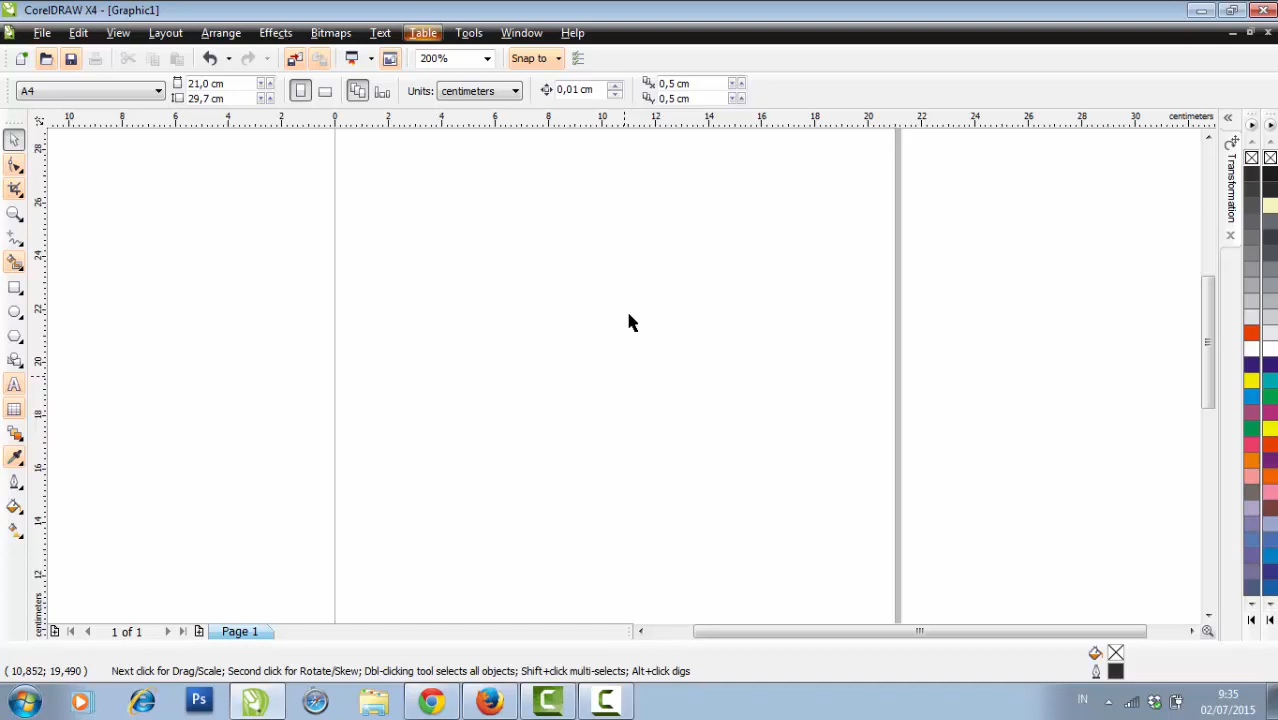 CorelDRAW X4 - [Graphic1]
File Edit View Layout Arrange Effects Bitmaps Text Table Tools Window Help
200% Snap to
A4 21,0 cm 29,7 cm Units: centimeters 0,01 cm 0,5 cm 0,5 cm
10 8 6 4 2 0 2 4 6 8 10 12 14 16 18 20 22 24 26 28 30 centimeters
28
26
24
22
20
18
16
14
12
centimeters
Transformation
1 of 1 Page 1
( 10,852; 19,490 ) Next click for Drag/Scale; Second click for Rotate/Skew; Dbl-clicking tool selects all objects; Shift+click multi-selects; Alt+click digs
Ps IN 9:35
02/07/2015